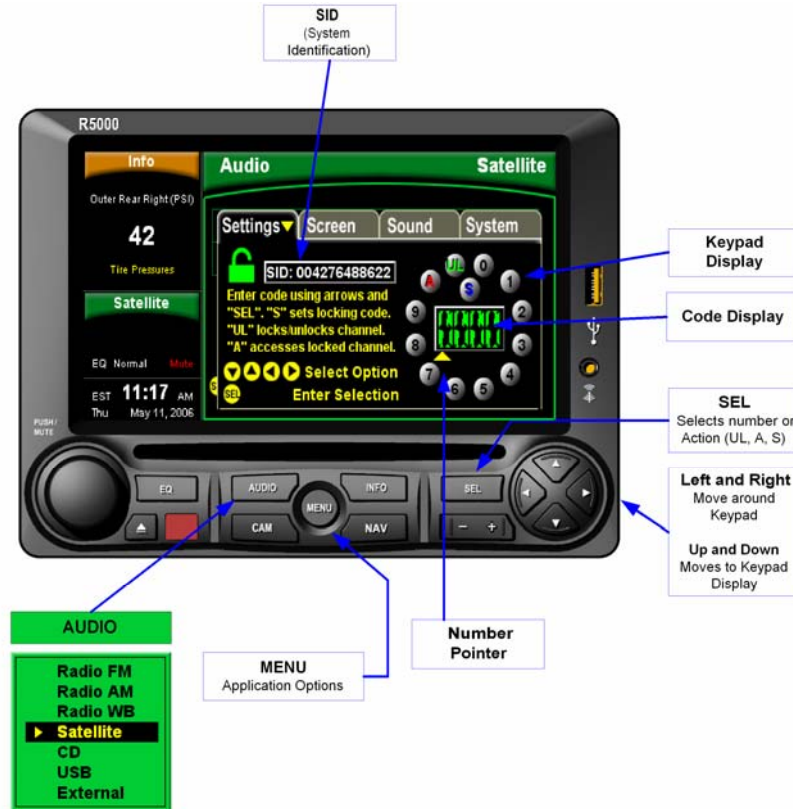 SID
(System
Identification)
R5000
Info
Outer Rear Right (PSI)
42
Tire Pressures
Satellite
EQ Normal Mute
EST 11:17 AM
Thu May 11, 2006
Audio Satellite
Settings Screen Sound System
SID: 004276488622
Enter code using arrows and
"SEL". "S" sets locking code.
"UL" locks/unlocks channel.
"A" accesses locked channel.
Select Option
SEL Enter Selection
UL 0 1 2 3 4 5 6 7 8 9 A S
Keypad
Display
Code Display
SEL
Selects number or
Action (UL, A, S)
Left and Right
Move around
Keypad
Up and Down
Moves to Keypad
Display
PUSH/
MUTE
EQ
AUDIO
INFO
SEL
MENU
CAM
NAV
- +
AUDIO
Radio FM
Radio AM
Radio WB
Satellite
CD
USB
External
MENU
Application Options
Number
Pointer